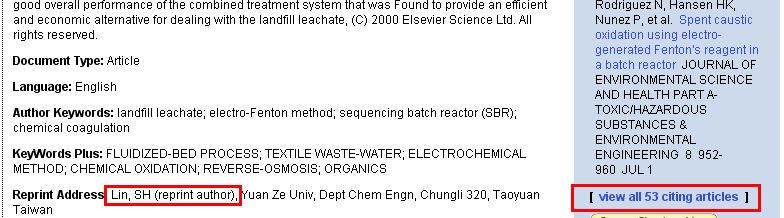 good overall performance of the combined treatment system that was Found to provide an efficient
and economic alternative for dealing with the landfill leachate, (C) 2000 Elsevier Science Ltd. All
rights reserved.
Document Type: Article
Language: English
Author Keywords: landfill leachate; electro-Fenton method; sequencing batch reactor (SBR);
chemical coagulation
KeyWords Plus: FLUIDIZED-BED PROCESS; TEXTILE WASTE-WATER; ELECTROCHEMICAL
METHOD; CHEMICAL OXIDATION; REVERSE-OSMOSIS; ORGANICS
Reprint Address: Lin, SH (reprint author), Yuan Ze Univ, Dept Chem Engn, Chungli 320, Taoyuan
Taiwan
Rodriguez N, Hansen HK,
Nunez P, et al. Spent caustic
oxidation using electro-
generated Fenton's reagent in
a batch reactor JOURNAL OF
ENVIRONMENTAL SCIENCE
AND HEALTH PART A-
TOXIC/HAZARDOUS
SUBSTANCES &
ENVIRONMENTAL
ENGINEERING 8 952-
960 JUL 1
[ view all 53 citing articles ]